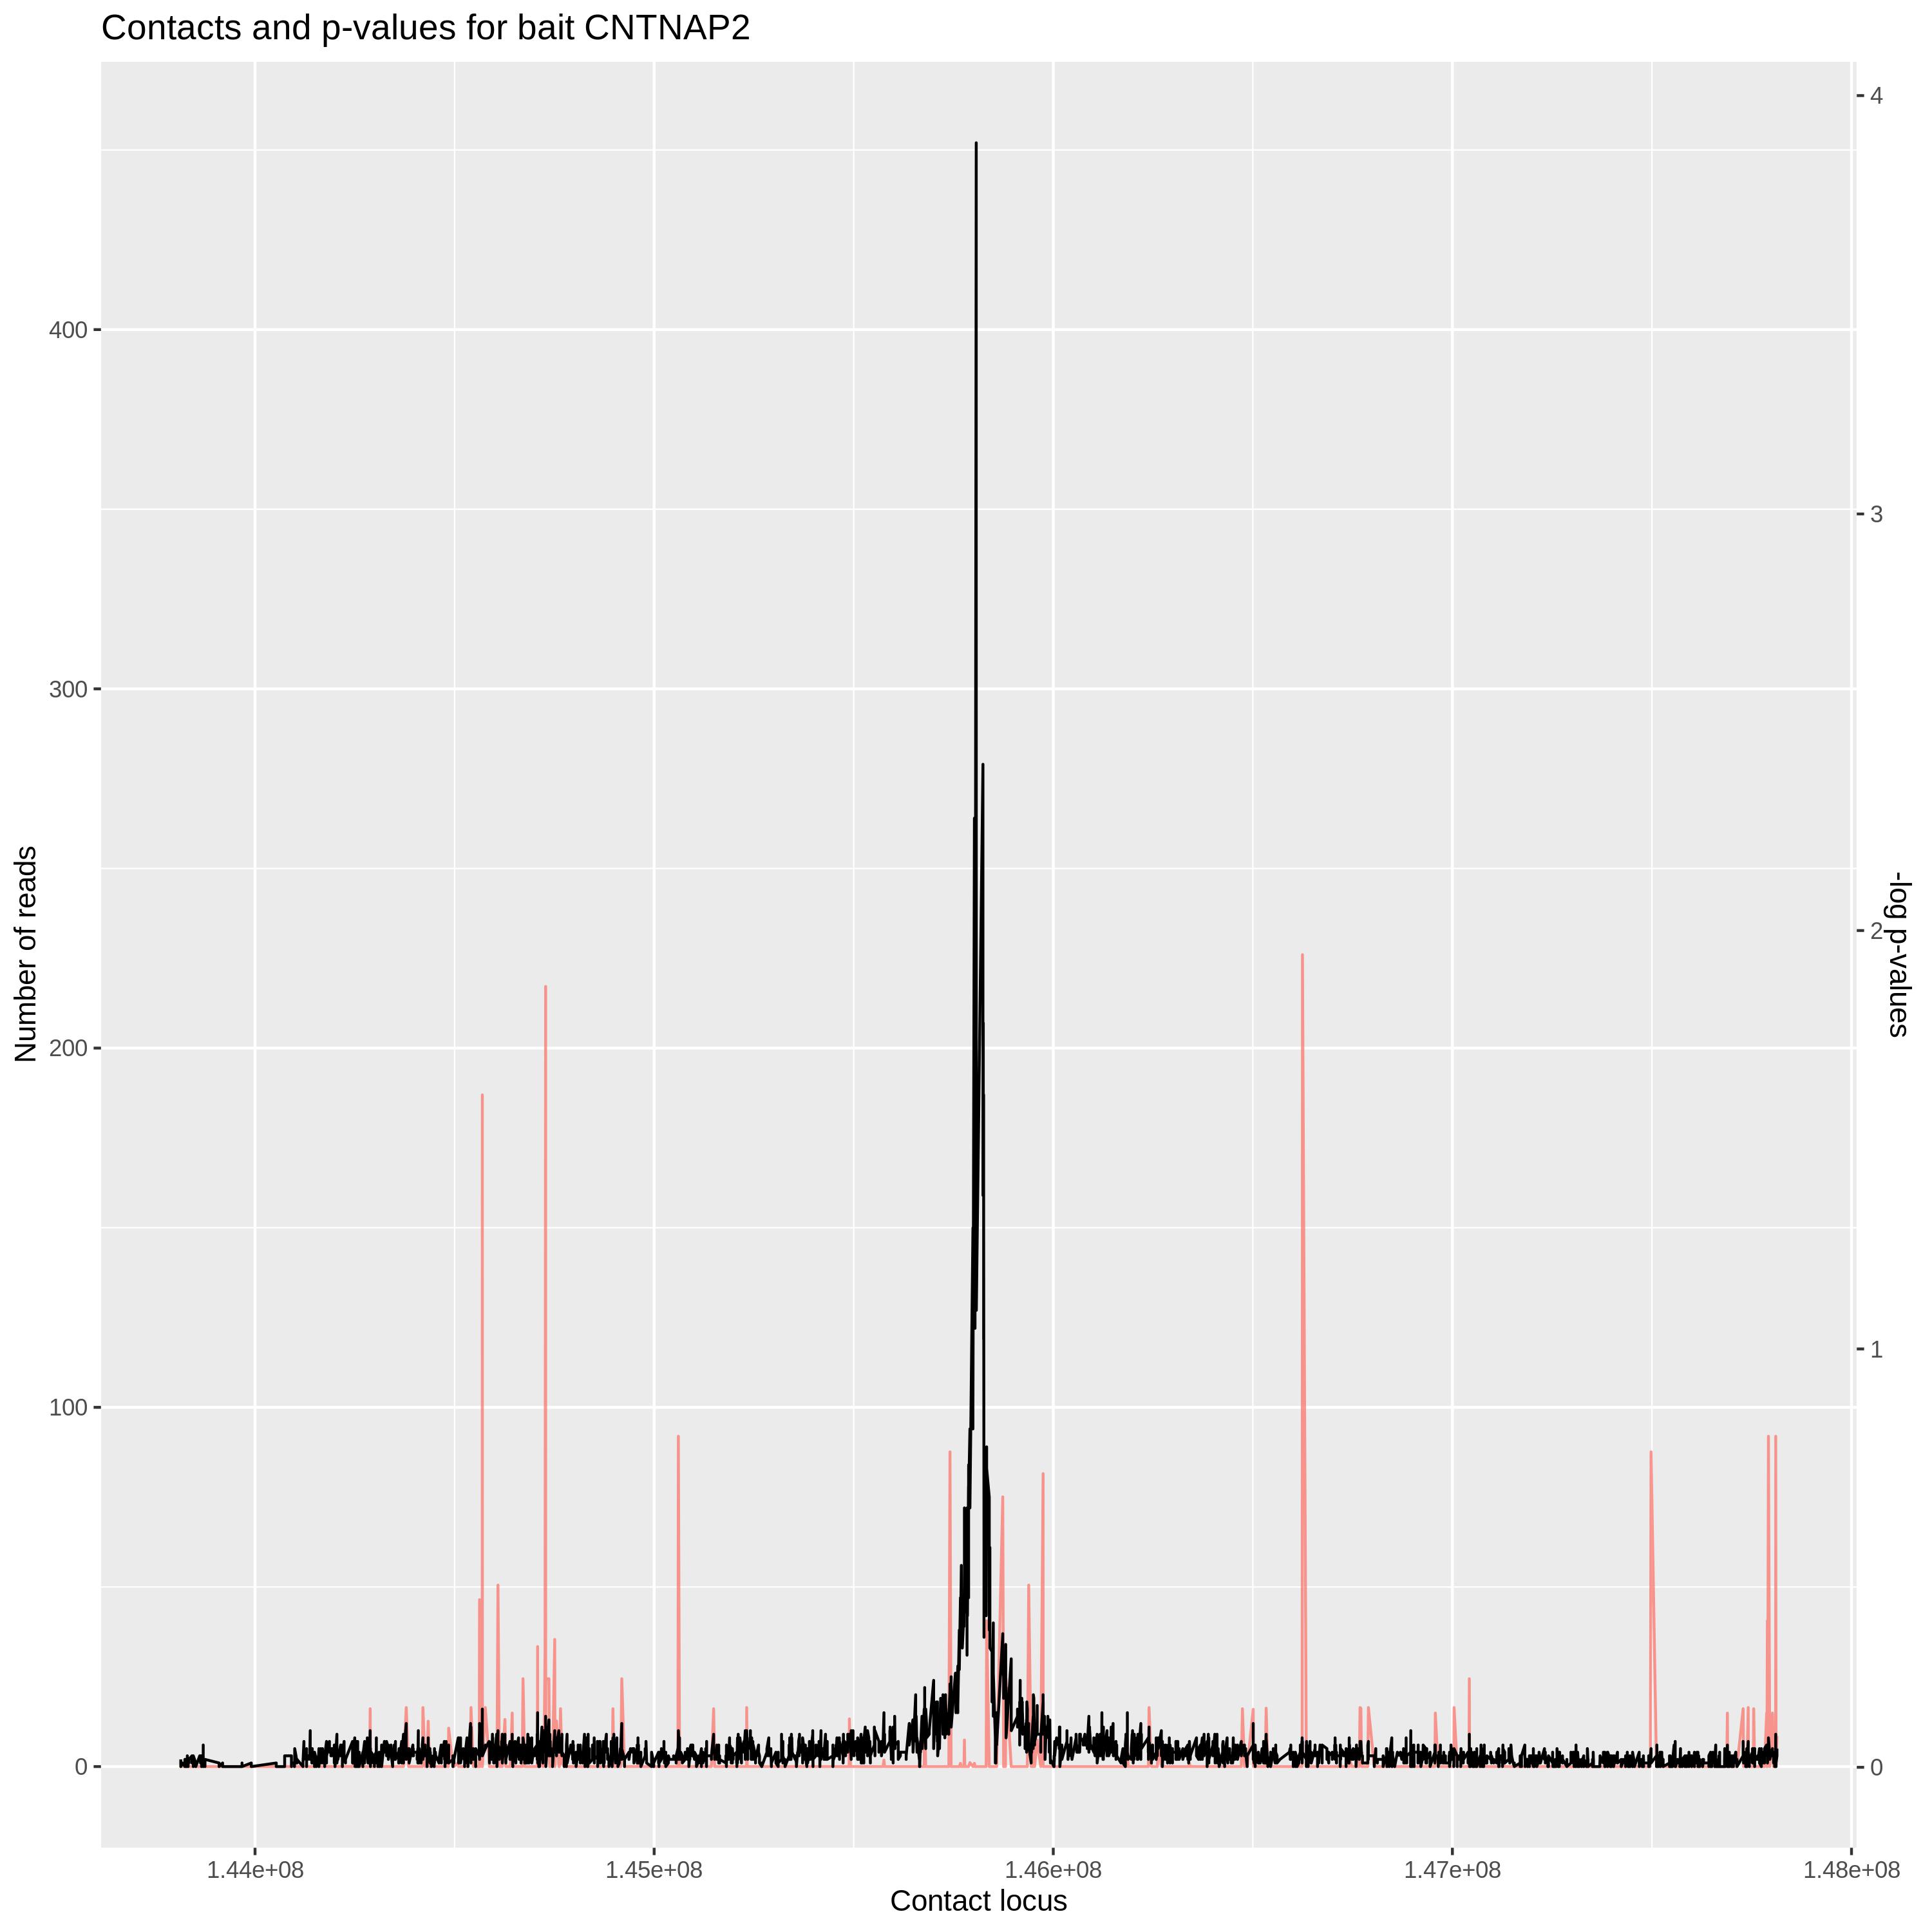 Contacts and p-values for bait CNTNAP2
Number of reads
400
300
200
100
0
4
3
2
1
0
-log p-values
1.44e+08
1.45e+08
1.46e+08
1.47e+08
1.48e+08
Contact locus